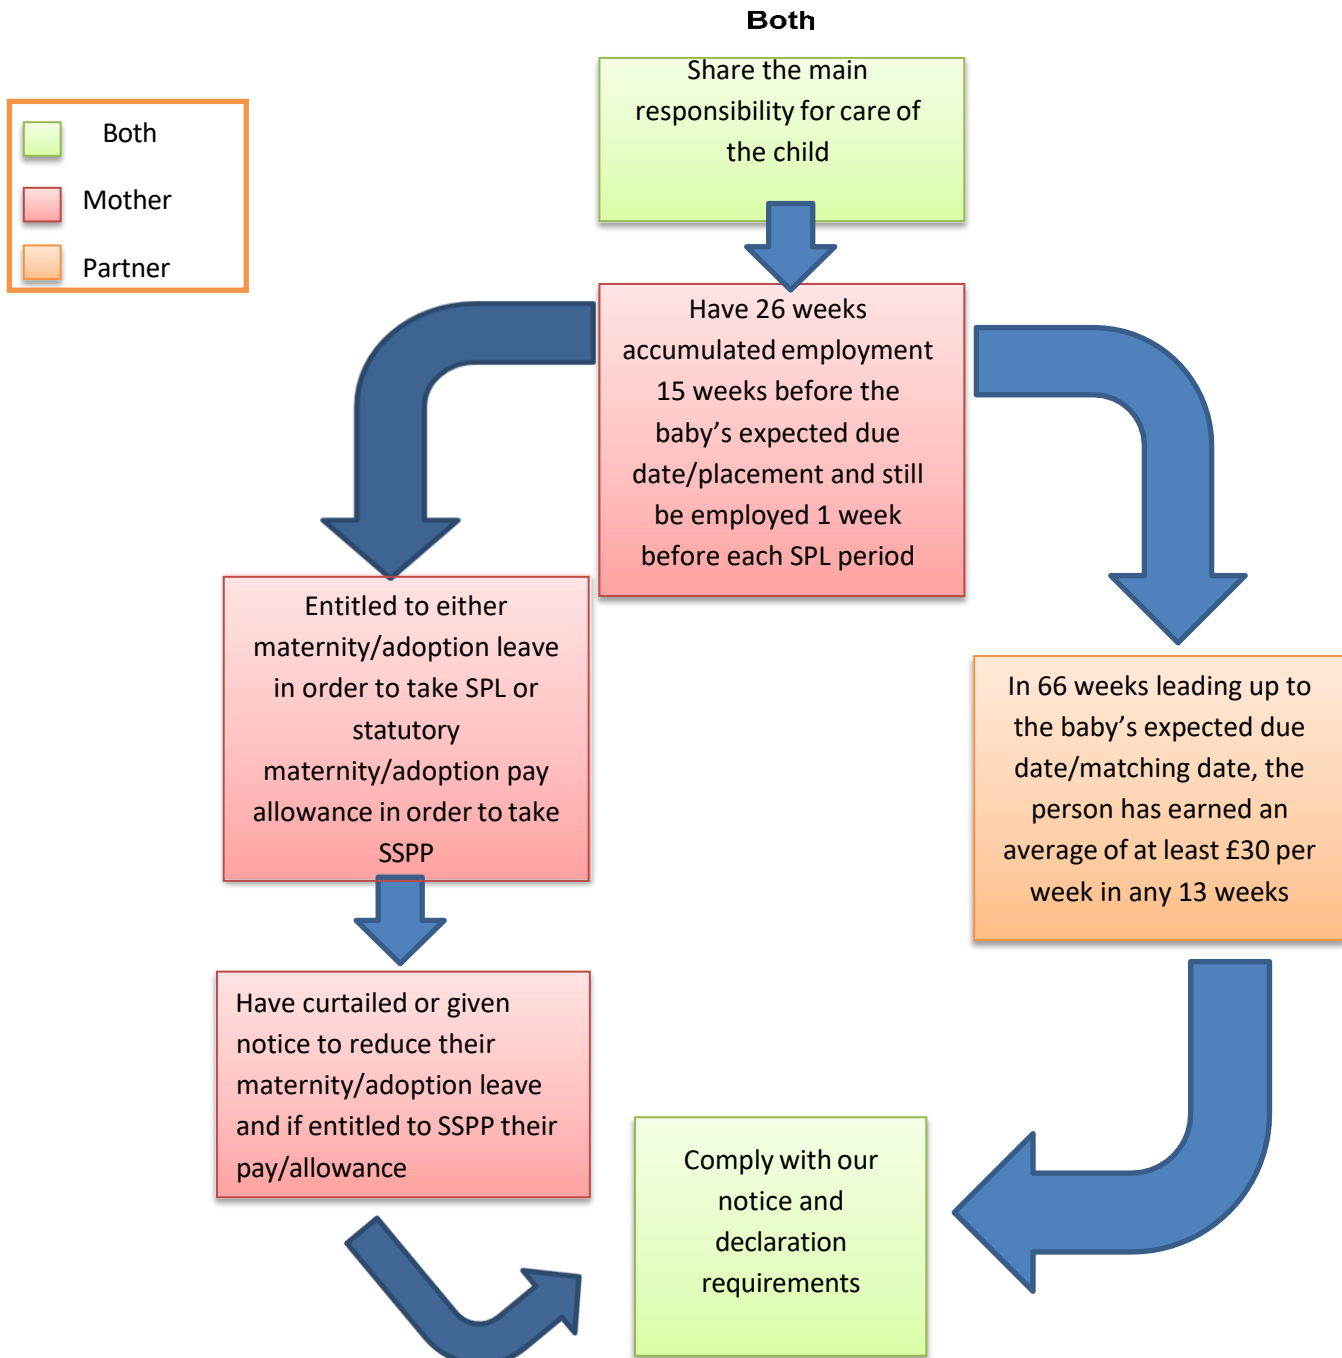 Both
Share the main
responsibility for care of
the child
Both
Mother
Partner
Have 26 weeks
accumulated employment
15 weeks before the
baby’s expected due
date/placement and still
be employed 1 week
before each SPL period
Entitled to either
maternity/adoption leave
in order to take SPL or
statutory
maternity/adoption pay
allowance in order to take
SSPP
In 66 weeks leading up to
the baby’s expected due
date/matching date, the
person has earned an
average of at least £30 per
week in any 13 weeks
Have curtailed or given
notice to reduce their
maternity/adoption leave
and if entitled to SSPP their
pay/allowance
Comply with our
notice and
declaration
requirements